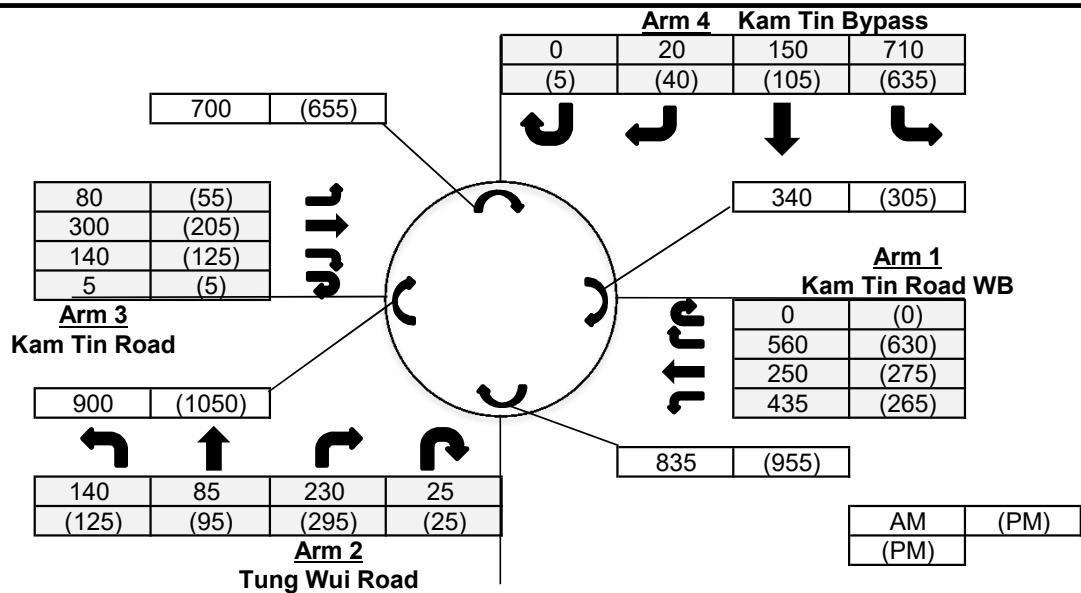 Arm 4 Kam Tin Bypass
0 20 150 710
(5) (40) (105) (635)
700 (655)
80 (55)
300 (205)
140 (125)
5 (5)
340 (305)
Arm 1
Kam Tin Road WB
0 (0)
560 (630)
250 (275)
435 (265)
Arm 3
Kam Tin Road
900 (1050)
835 (955)
140 85 230 25
(125) (95) (295) (25)
Arm 2
Tung Wui Road
AM (PM)
(PM)